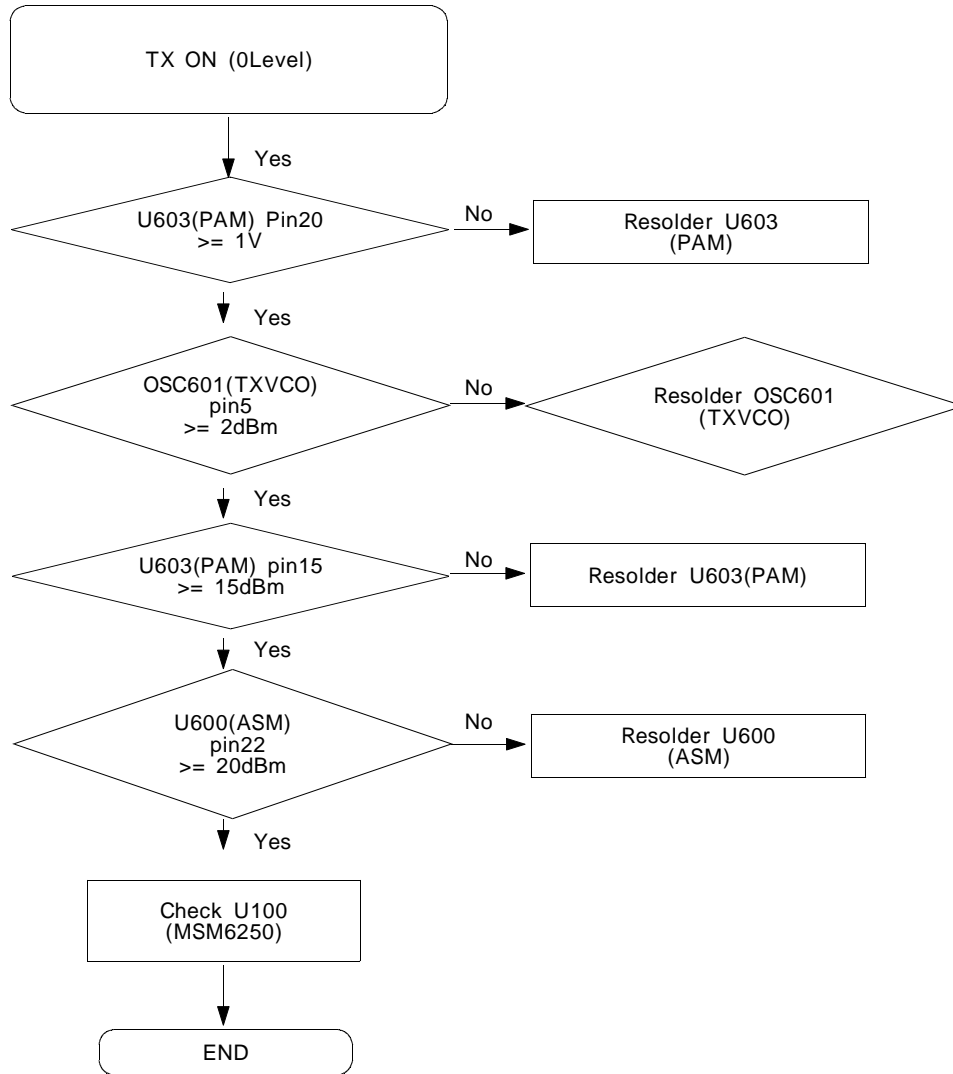 TX ON (0Level)
Yes
U603(PAM) Pin20
>= 1V
No
Resolder U603
(PAM)
Yes
OSC601(TXVCO)
pin5
>= 2dBm
No
Resolder OSC601
(TXVCO)
Yes
U603(PAM) pin15
>= 15dBm
No
Resolder U603(PAM)
Yes
U600(ASM)
pin22
>= 20dBm
No
Resolder U600
(ASM)
Yes
Check U100
(MSM6250)
END